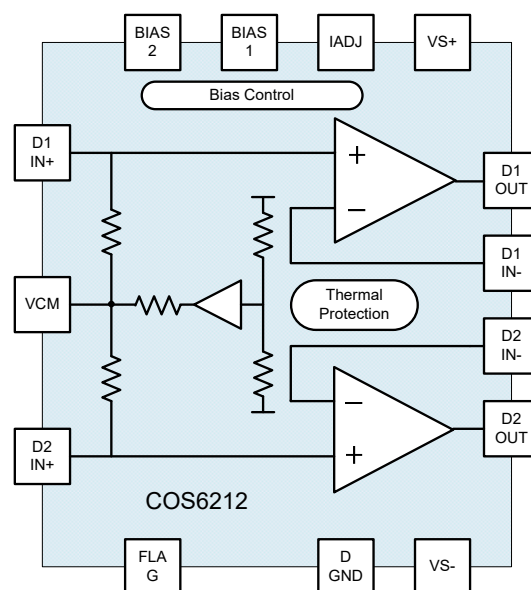 BIAS
2
BIAS
1
IADJ
VS+
Bias Control
D1
IN+
+
−
D1
OUT
D1
IN-
VCM
Thermal
Protection
D2
IN-
−
+
D2
OUT
D2
IN+
COS6212
FLA
G
D
GND
VS-